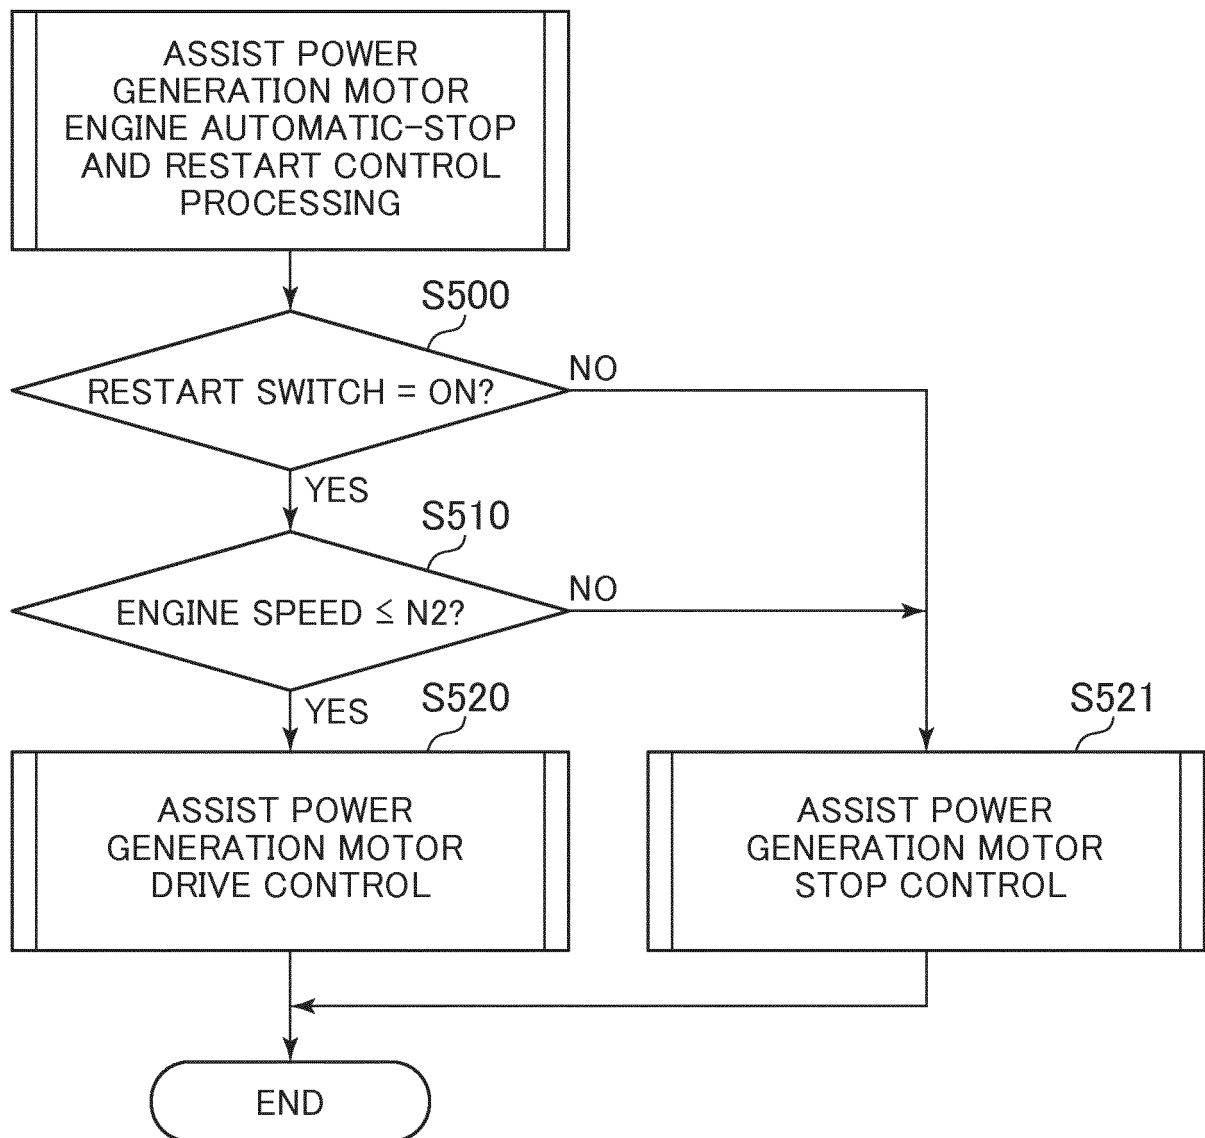 ASSIST POWER
GENERATION MOTOR
ENGINE AUTOMATIC-STOP
AND RESTART CONTROL
PROCESSING
S500
RESTART SWITCH = ON?
NO
YES
S510
ENGINE SPEED ≤ N2?
NO
YES
S520
ASSIST POWER
GENERATION MOTOR
DRIVE CONTROL
S521
ASSIST POWER
GENERATION MOTOR
STOP CONTROL
END